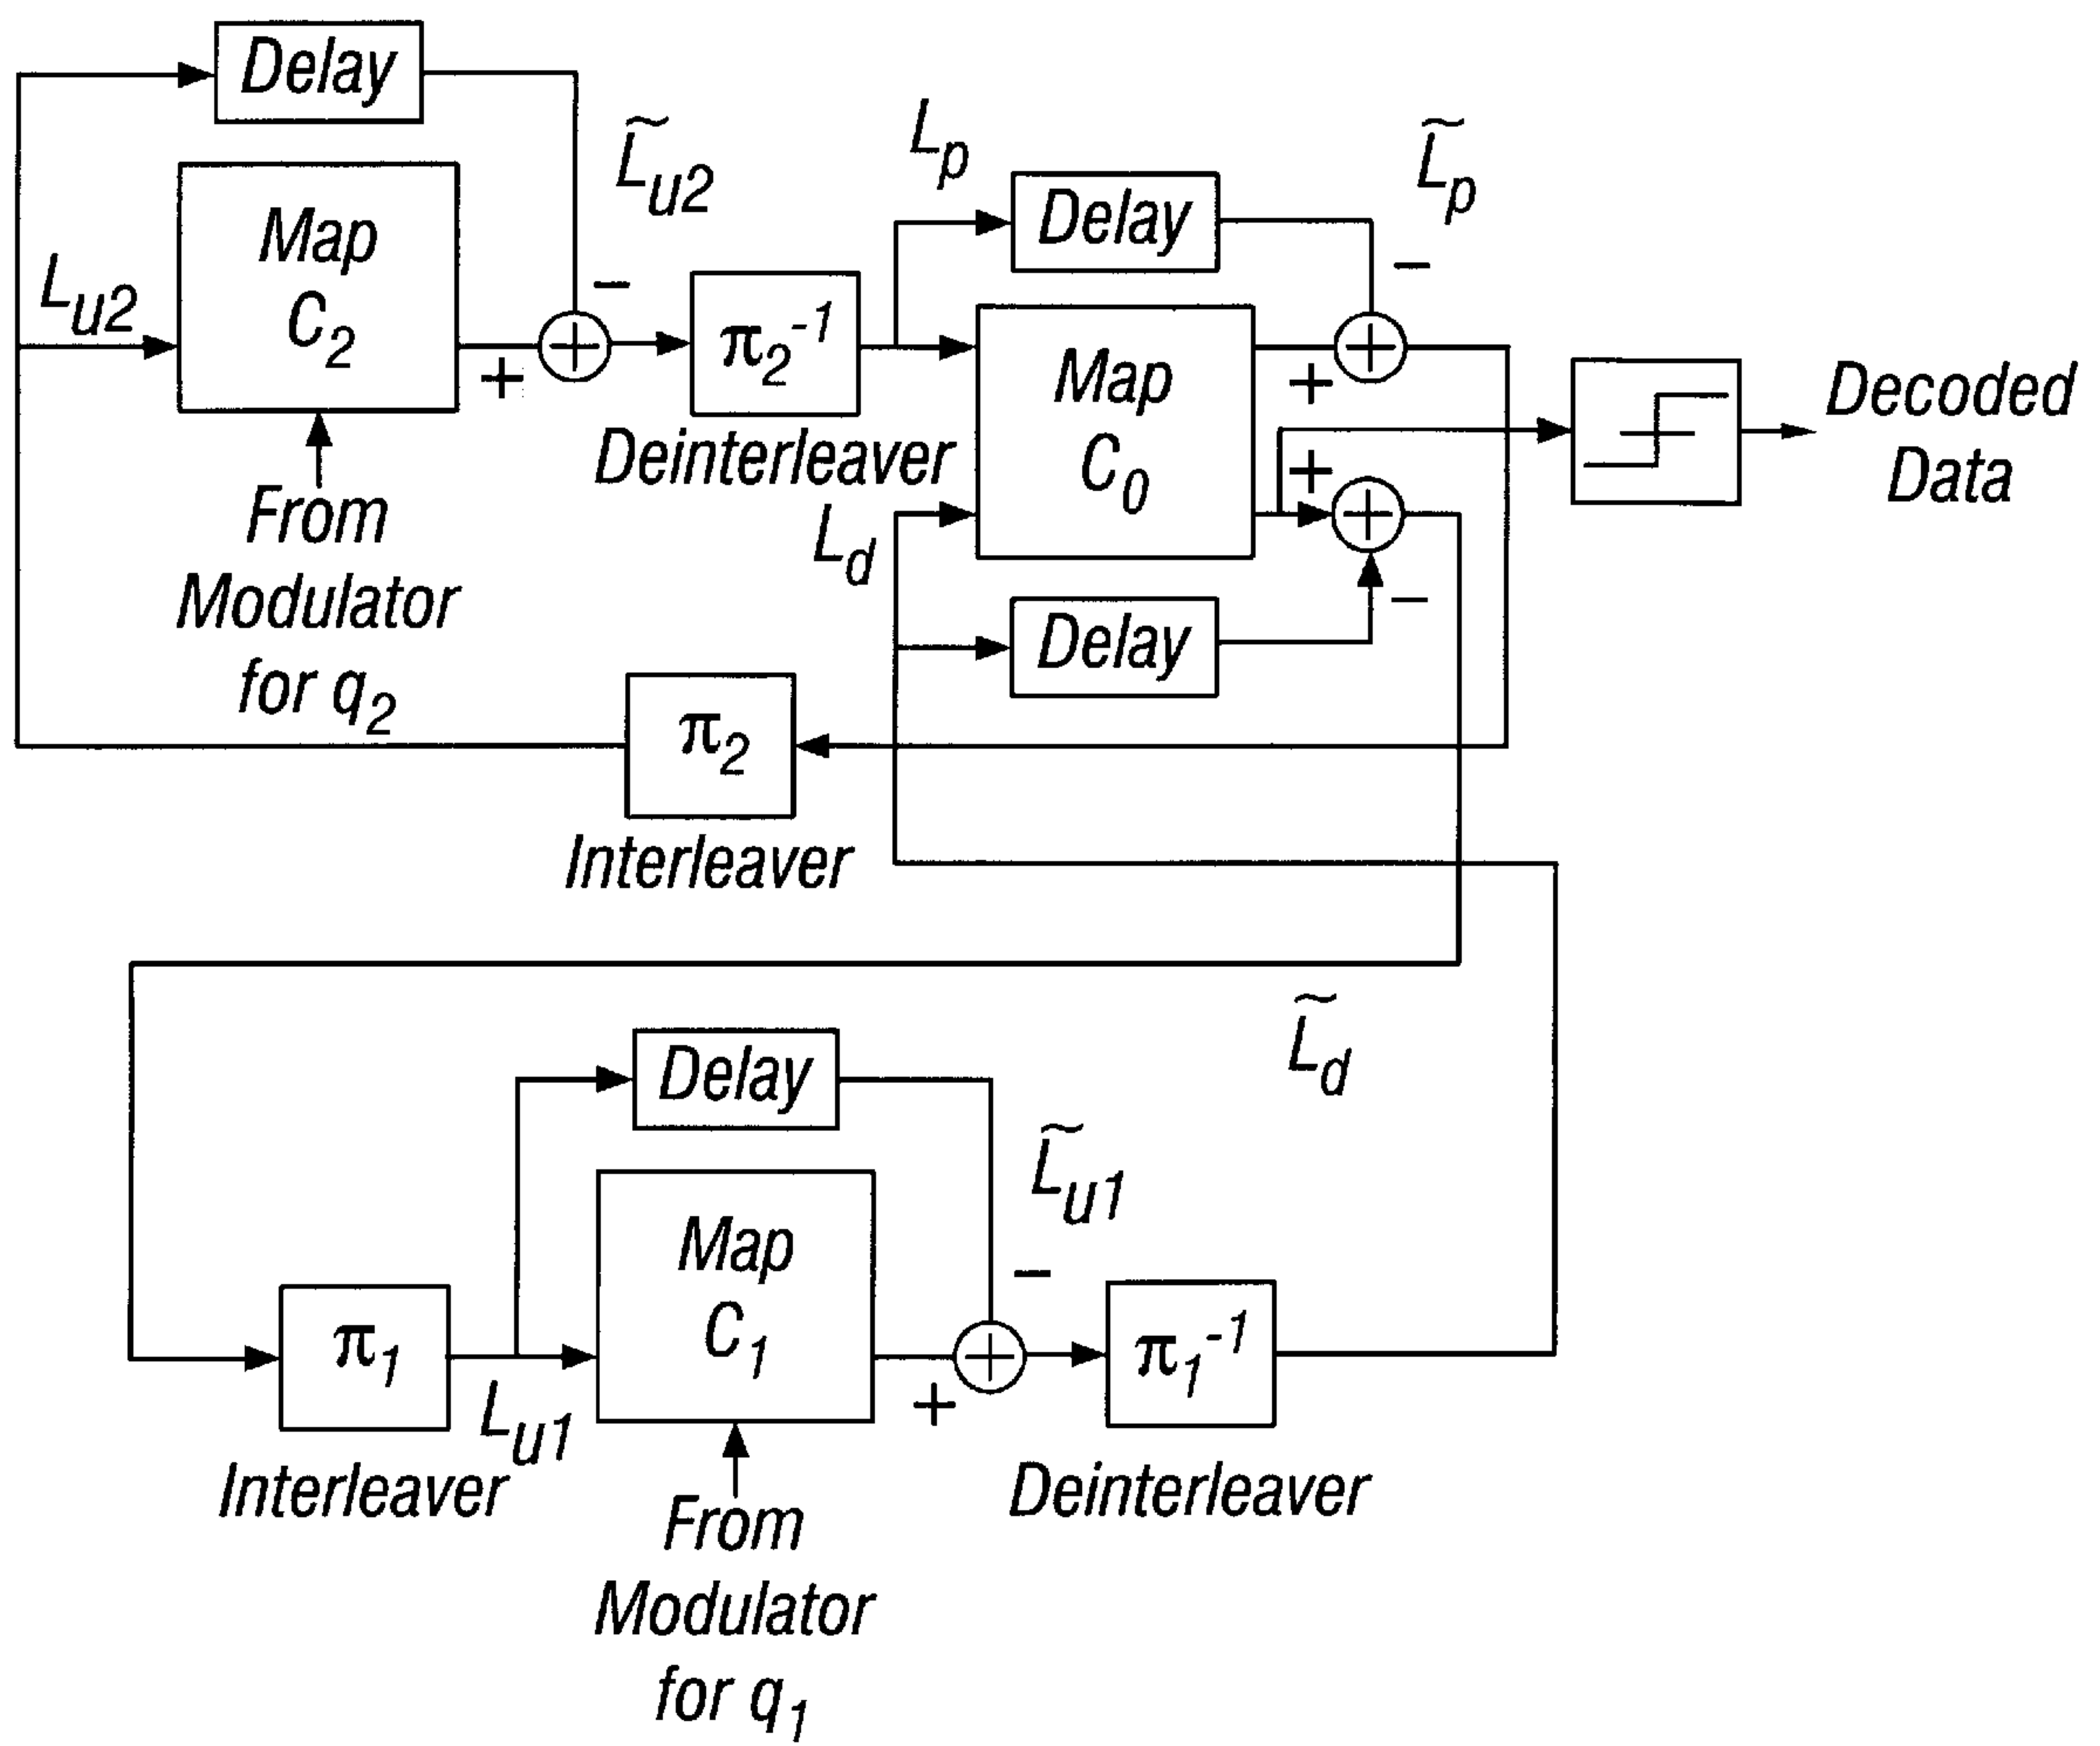 Delay
L̃u2
Lp
L̃p
Delay
Map
C2
Lu2
−
+
π2-1
Deinterleaver
−
Map
C0
+
+
Decoded
Data
Ld
Delay
−
From
Modulator
for q2
π2
Interleaver
L̃d
Delay
L̃u1
Map
C1
−
+
π1
Interleaver
Lu1
π1-1
Deinterleaver
From
Modulator
for q1